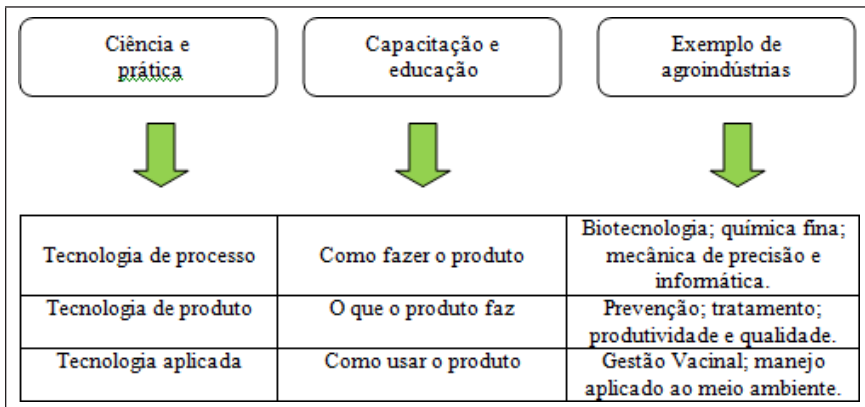 Ciência e
prática
Capacitação e
educação
Exemplo de
agroindústrias
Tecnologia de processo
Como fazer o produto
Biotecnologia; química fina;
mecânica de precisão e
informática.
Tecnologia de produto
O que o produto faz
Prevenção; tratamento;
produtividade e qualidade.
Tecnologia aplicada
Como usar o produto
Gestão Vacinal; manejo
aplicado ao meio ambiente.